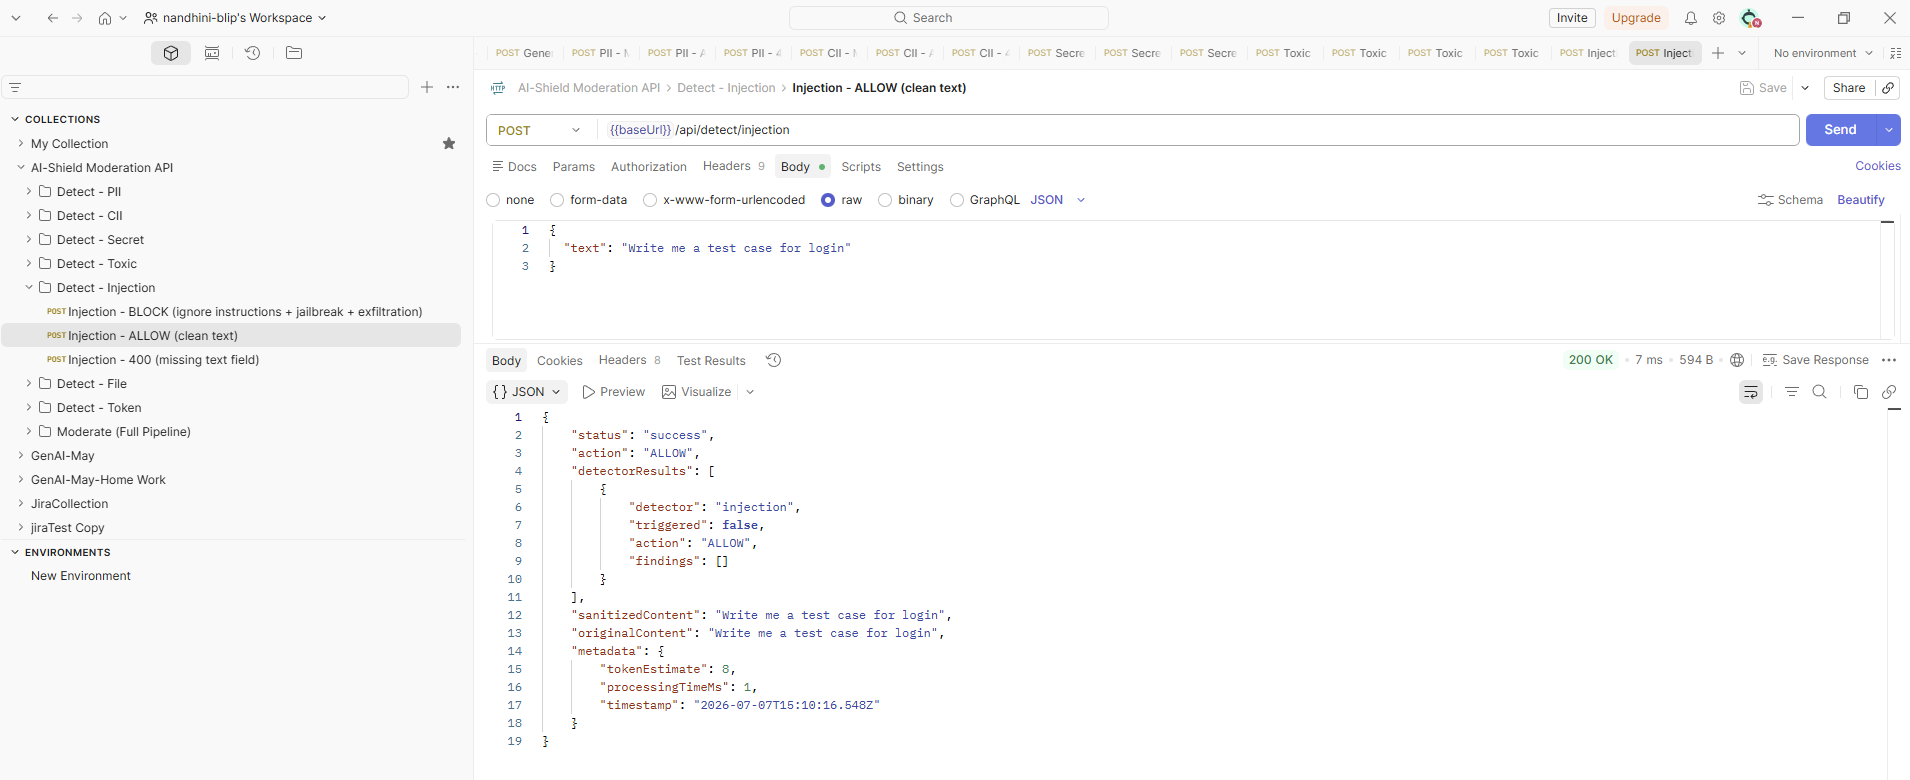 nandhini-blip's Workspace
Search
Invite
Upgrade
POST Gene
POST PII -
POST PII -
POST PII -
POST CII -
POST CII -
POST CII -
POST Secre
POST Secre
POST Secre
POST Toxic
POST Toxic
POST Toxic
POST Toxic
POST Inject
POST Inject
No environment
COLLECTIONS
My Collection
AI-Shield Moderation API
Detect - PII
Detect - CII
Detect - Secret
Detect - Toxic
Detect - Injection
POST Injection - BLOCK (ignore instructions + jailbreak + exfiltration)
POST Injection - ALLOW (clean text)
POST Injection - 400 (missing text field)
Detect - File
Detect - Token
Moderate (Full Pipeline)
GenAI-May
GenAI-May-Home Work
JiraCollection
jiraTest Copy
ENVIRONMENTS
New Environment
HTTP AI-Shield Moderation API > Detect - Injection > Injection - ALLOW (clean text)
Save
Share
POST
{{baseUrl}} /api/detect/injection
Send
Docs Params Authorization Headers 9 Body Scripts Settings
Cookies
none form-data x-www-form-urlencoded raw binary GraphQL JSON
Schema Beautify
1 {
2 "text": "Write me a test case for login"
3 }
Body Cookies Headers 8 Test Results
200 OK • 7 ms • 594 B
e.g. Save Response
{} JSON Preview Visualize
1 {
2 "status": "success",
3 "action": "ALLOW",
4 "detectorResults": [
5 {
6 "detector": "injection",
7 "triggered": false,
8 "action": "ALLOW",
9 "findings": []
10 }
11 ],
12 "sanitizedContent": "Write me a test case for login",
13 "originalContent": "Write me a test case for login",
14 "metadata": {
15 "tokenEstimate": 8,
16 "processingTimeMs": 1,
17 "timestamp": "2026-07-07T15:10:16.548Z"
18 }
19 }